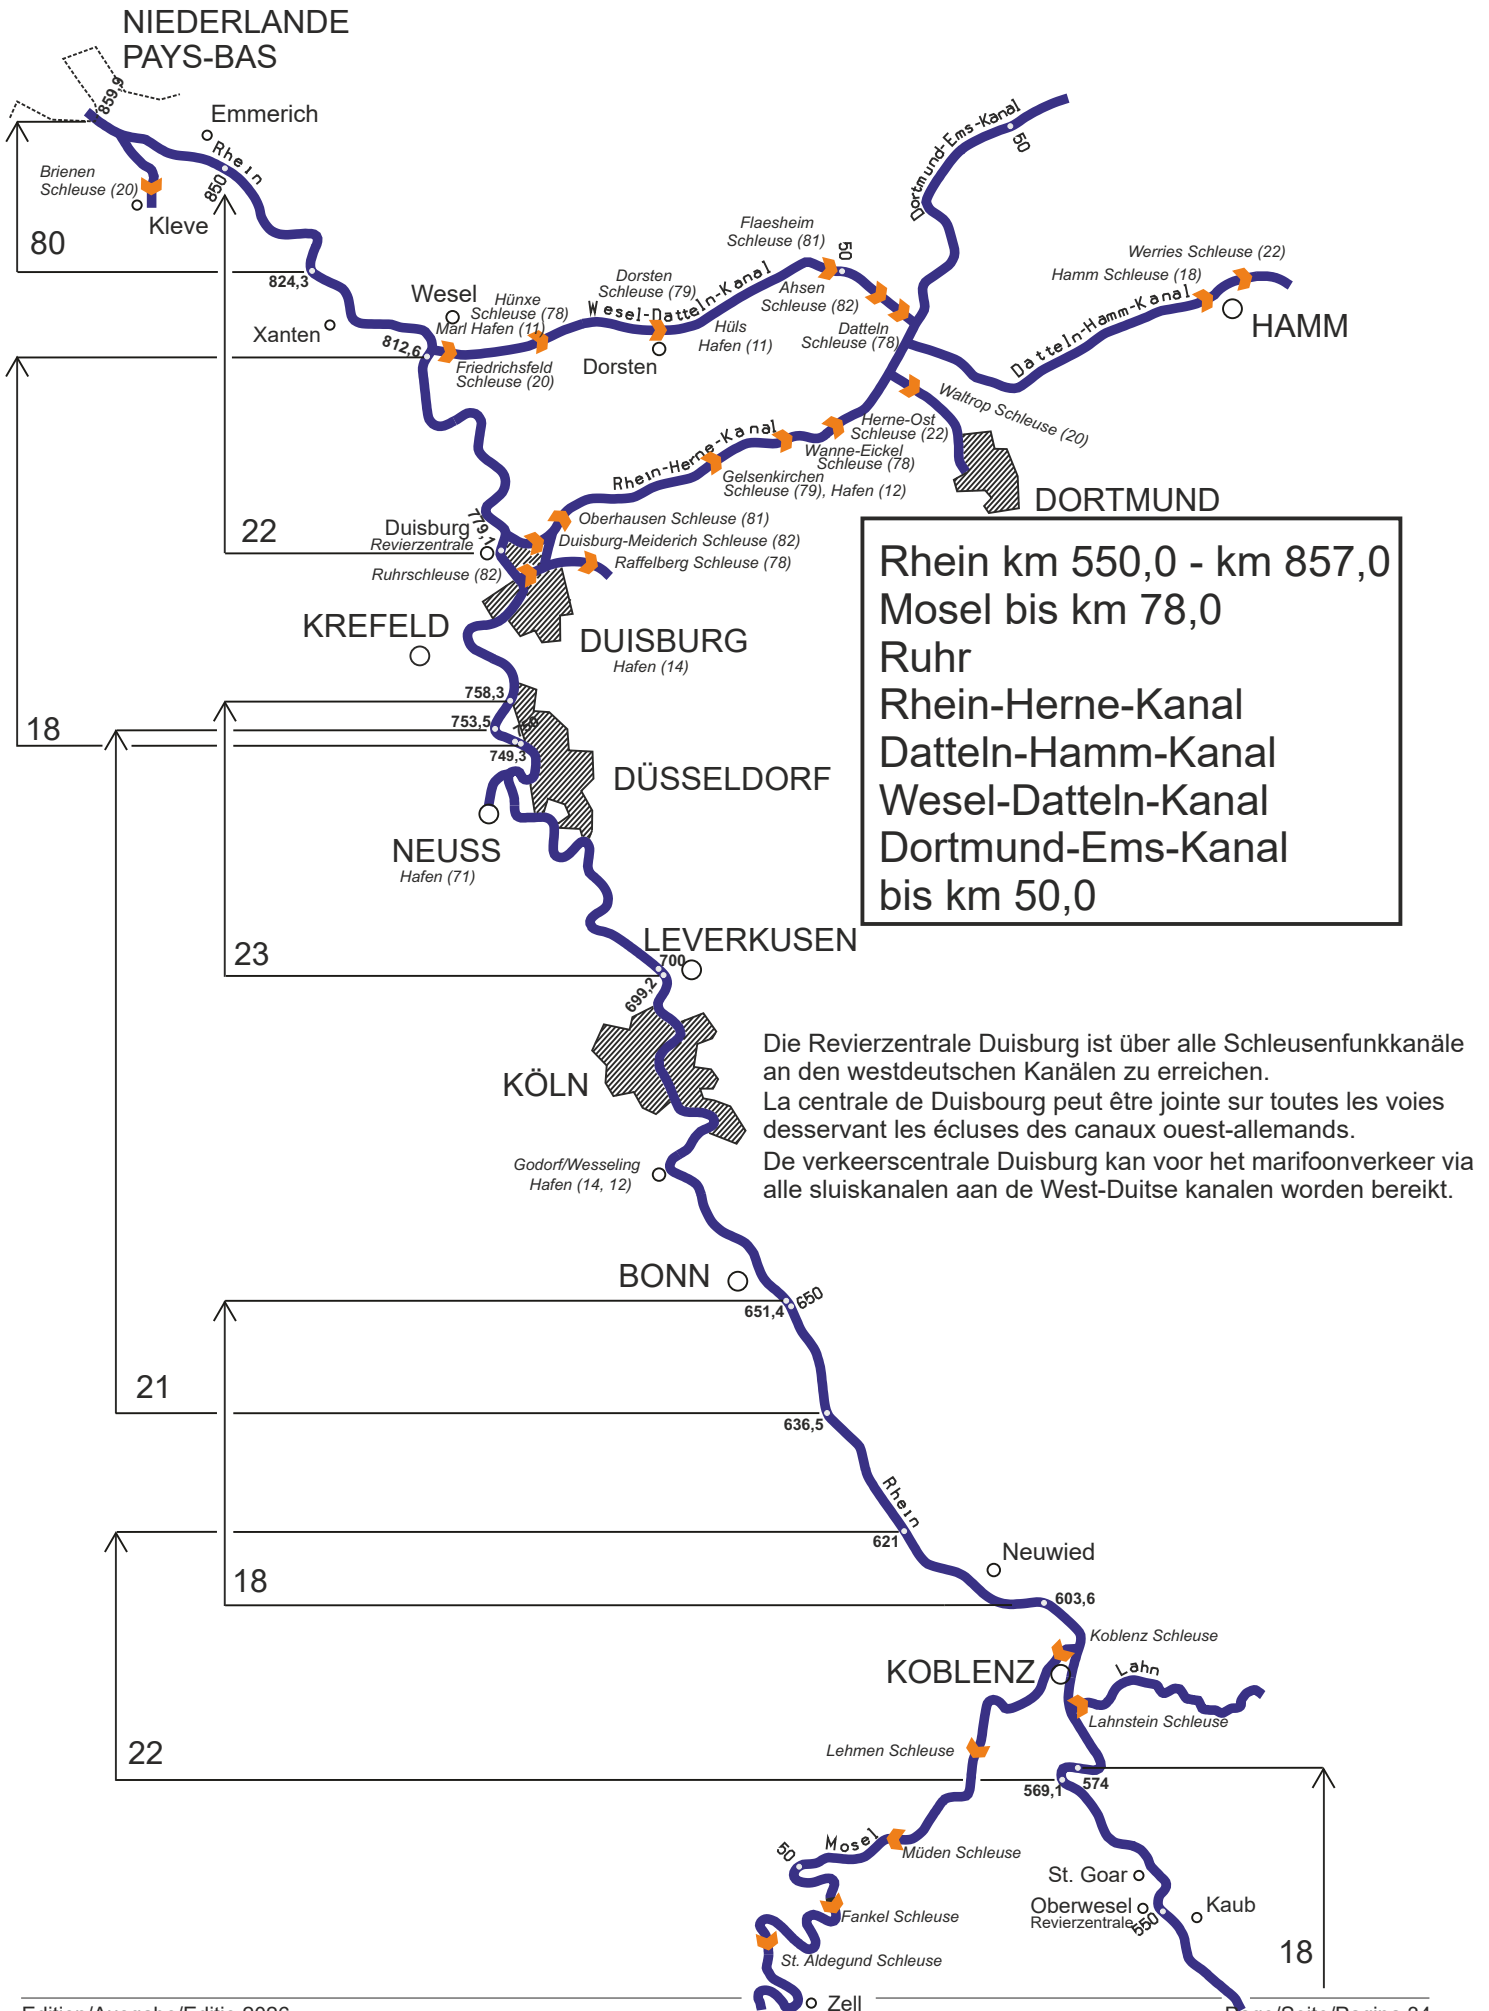 NIEDERLANDE
PAYS-BAS
859,9
Emmerich
Rhein
850
Brienen
Schleuse (20)
Kleve
80
824,3
Dortmund-Ems-Kanal
50
Flaesheim
Schleuse (81)
50
Werries Schleuse (22)
Hamm Schleuse (18)
HAMM
Datteln-Hamm-Kanal
Wesel
Hünxe
Schleuse (78)
Marl Hafen (11)
Dorsten
Schleuse (79)
Wesel-Datteln-Kanal
Ahsen
Schleuse (82)
Hüls
Hafen (11)
Datteln
Schleuse (78)
Xanten
812,6
Friedrichsfeld
Schleuse (20)
Dorsten
Waltrop Schleuse (20)
Herne-Ost
Schleuse (22)
Wanne-Eickel
Schleuse (78)
Rhein-Herne-Kanal
Gelsenkirchen
Schleuse (79), Hafen (12)
DORTMUND
22
779,1
Duisburg
Revierzentrale
Oberhausen Schleuse (81)
Duisburg-Meiderich Schleuse (82)
Raffelberg Schleuse (78)
Ruhrschleuse (82)
KREFELD
DUISBURG
Hafen (14)
Rhein km 550,0 - km 857,0
Mosel bis km 78,0
Ruhr
Rhein-Herne-Kanal
Datteln-Hamm-Kanal
Wesel-Datteln-Kanal
Dortmund-Ems-Kanal
bis km 50,0
758,3
753,5
750
18
749,3
DÜSSELDORF
NEUSS
Hafen (71)
23
LEVERKUSEN
700
699,2
KÖLN
Die Revierzentrale Duisburg ist über alle Schleusenfunkkanäle
an den westdeutschen Kanälen zu erreichen.
La centrale de Duisbourg peut être jointe sur toutes les voies
desservant les écluses des canaux ouest-allemands.
De verkeerscentrale Duisburg kan voor het marifoonverkeer via
alle sluiskanalen aan de West-Duitse kanalen worden bereikt.
Godorf/Wesseling
Hafen (14, 12)
BONN
651,4
650
21
636,5
Rhein
621
Neuwied
18
603,6
Koblenz Schleuse
KOBLENZ
Lahn
Lahnstein Schleuse
Lehmen Schleuse
22
569,1
574
50
Mosel
Müden Schleuse
St. Goar
Oberwesel
Revierzentrale
550
Kaub
Fankel Schleuse
St. Aldegund Schleuse
18
Zell
Edition/Ausgabe/Editie 2026
Page/Seite/Pagina 34